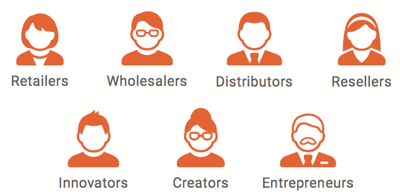 Retailers
Wholesalers
Distributors
Resellers
Innovators
Creators
Entrepreneurs